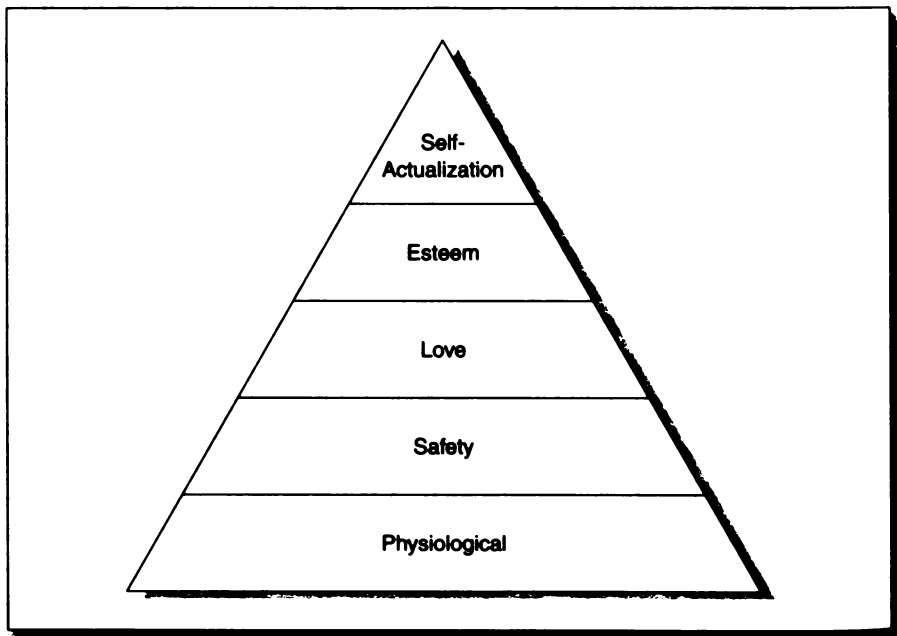 Self-
Actualization
Esteem
Love
Safety
Physiological